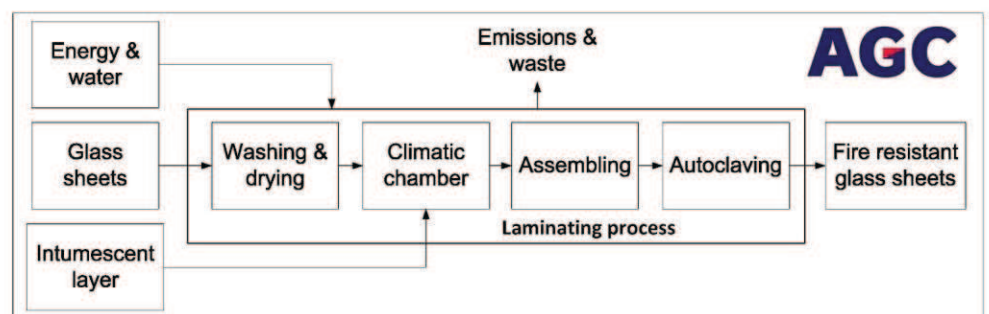 Energy &
water
Emissions &
waste
AGC
Glass
sheets
Washing &
drying
Climatic
chamber
Assembling
Autoclaving
Fire resistant
glass sheets
Laminating process
Intumescent
layer